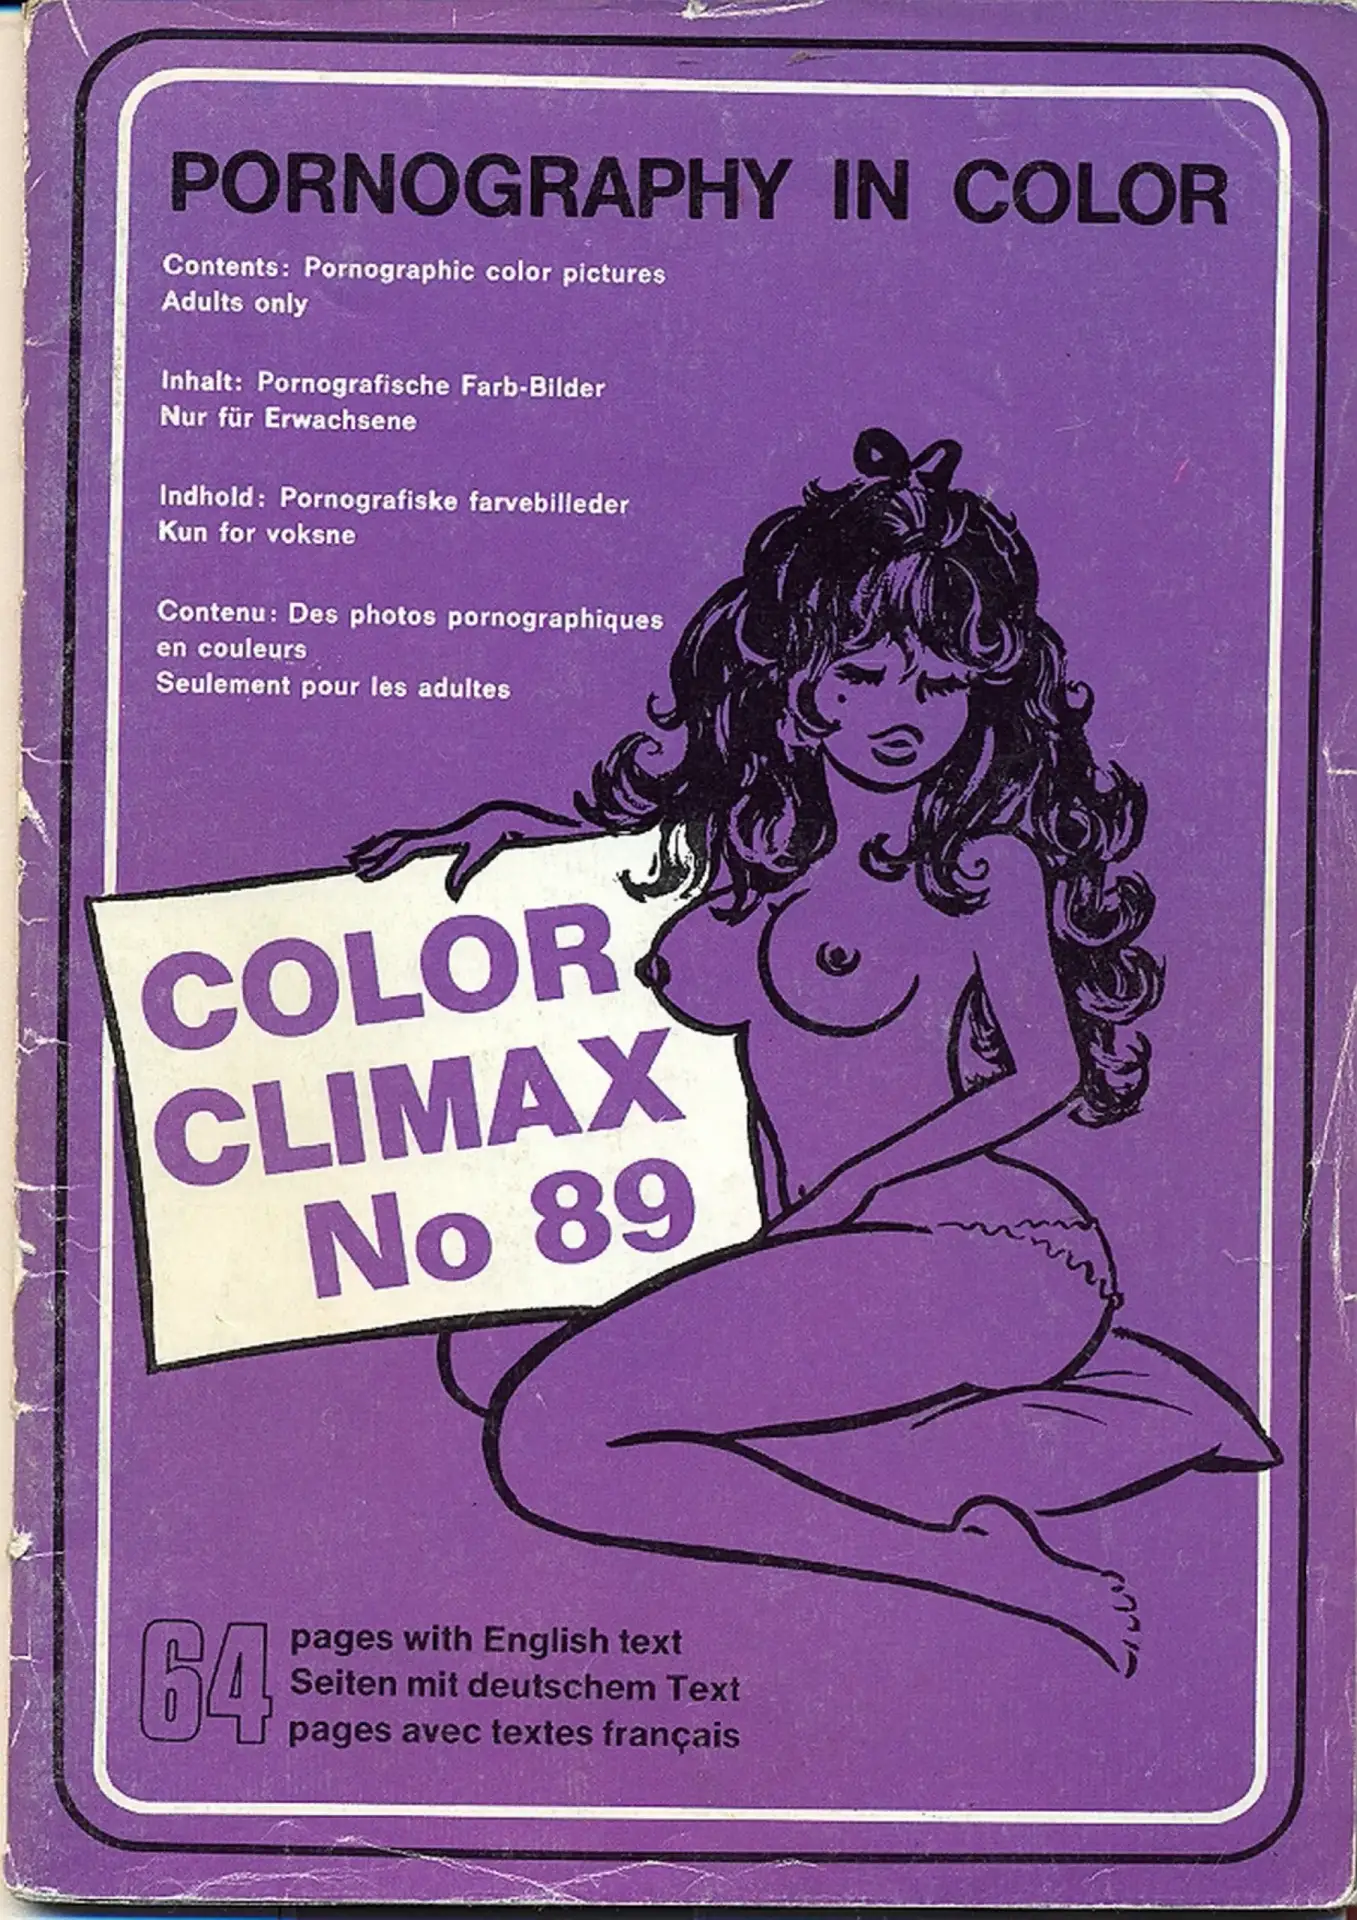 PORNOGRAPHY IN COLOR
Contents: Pornographic color pictures
Adults only
Inhalt: Pornografische Farb-Bilder
Nur für Erwachsene
Indhold: Pornografiske farvebilleder
Kun for voksne
Contenu: Des photos pornographiques
en couleurs
Seulement pour les adultes
COLOR
CLIMAX
No 89
64 pages with English text
Seiten mit deutschem Text
pages avec textes français